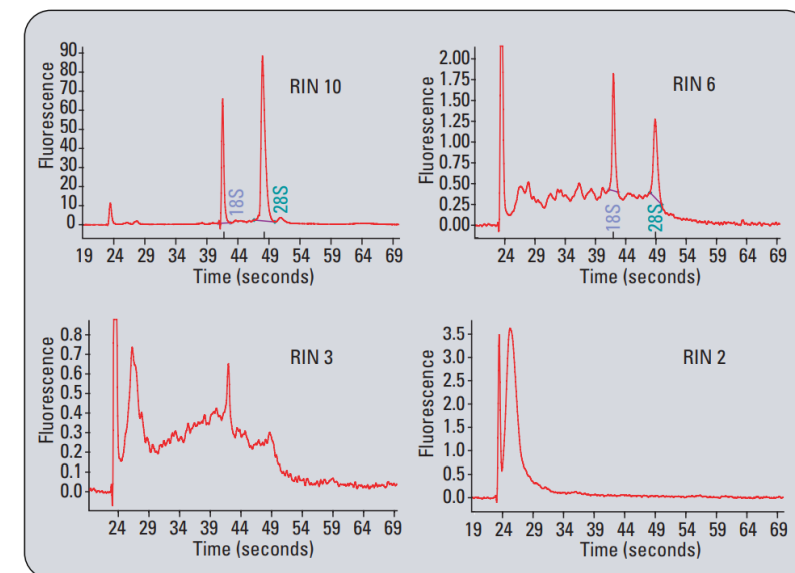 RIN 10
Fluorescence
90
80
70
60
50
40
30
20
10
0
18S
28S
19 24 29 34 39 44 49 54 59 64 69
Time (seconds)
RIN 6
Fluorescence
2.00
1.75
1.50
1.25
1.00
0.75
0.50
0.25
0.00
18S
28S
24 29 34 39 44 49 54 59 64 69
Time (seconds)
RIN 3
Fluorescence
0.8
0.7
0.6
0.5
0.4
0.3
0.2
0.1
0.0
24 29 34 39 44 49 54 59 64 69
Time (seconds)
RIN 2
Fluorescence
3.5
3.0
2.5
2.0
1.5
1.0
0.5
0.0
19 24 29 34 39 44 49 54 59 64 69
Time (seconds)